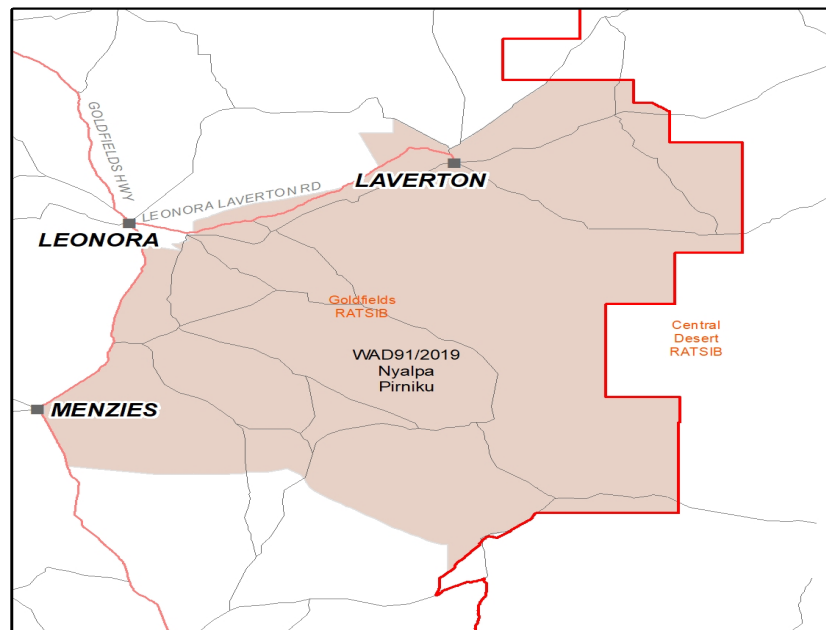 GOLDFIELDS HWY
LAVERTON
LEONORA LAVERTON RD
LEONORA
Goldfields
RATSIB
Central
Desert
RATSIB
WAD91/2019
Nyalpa
Pirniku
MENZIES